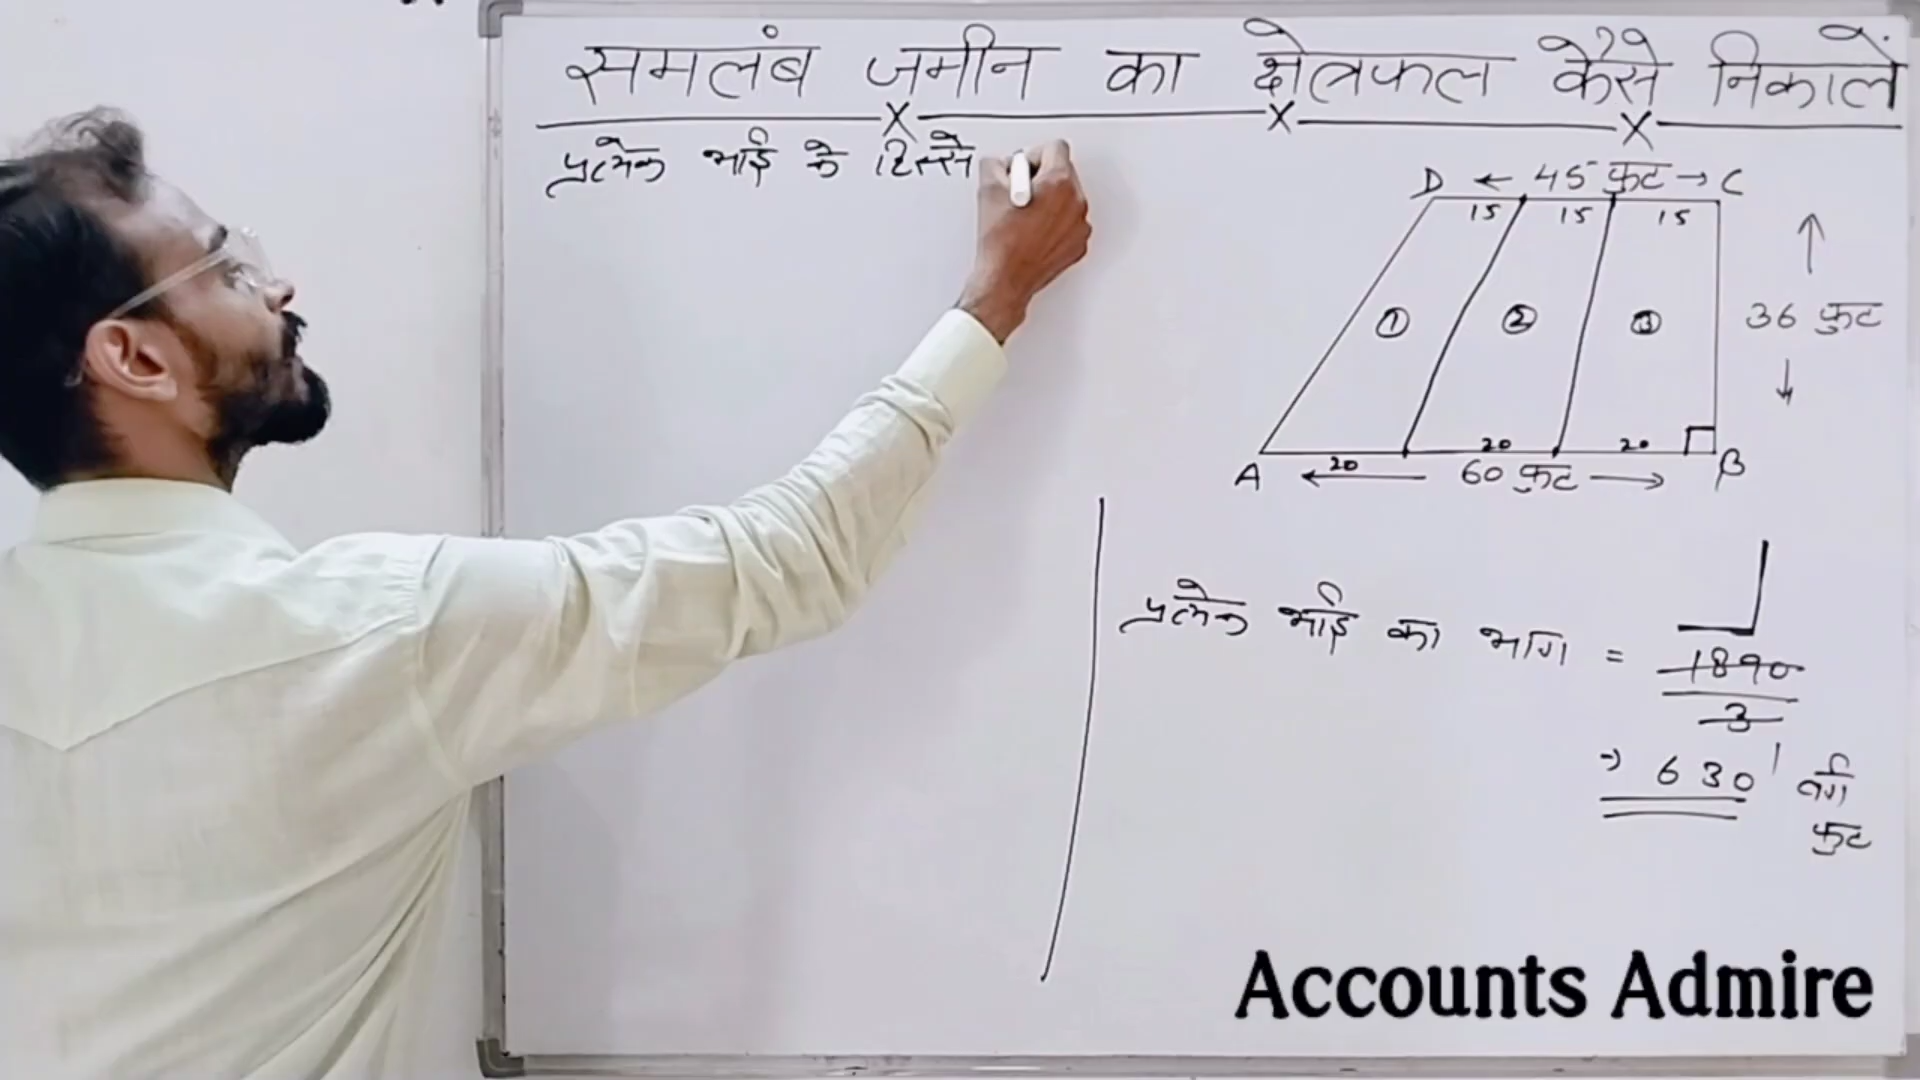 समलंब जमीन का क्षेत्रफल कैसे निकालें
प्रत्येक भाई के हिस्से
D ← 45 फुट → C
15 15 15
① ② ③
36 फुट
20 20 20
A ← 60 फुट → B
प्रत्येक भाई का भाग = 1890
3
⇒ 630 वर्ग
फुट
Accounts Admire